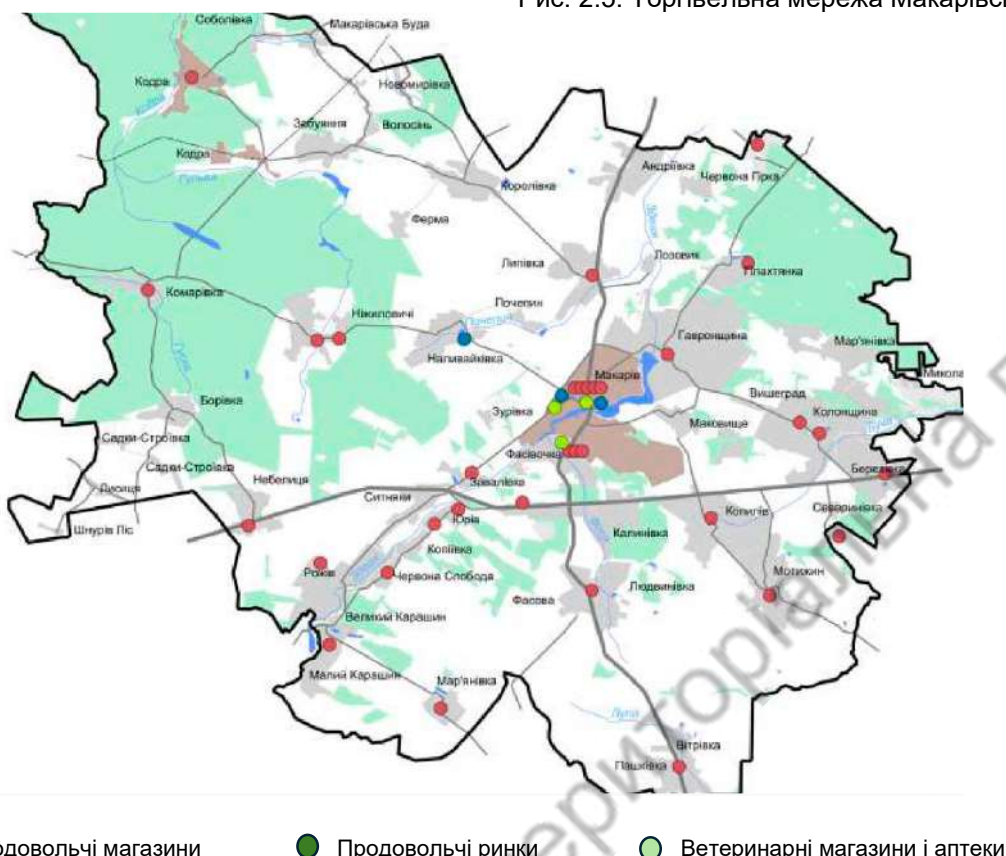 Рис. 2.5. Торгівельна мережа Макарівс
Соболівка
Макарівська Буда
Кодра
Новомирівка
Забуяння
Волосінь
Кодра
Андріївка
Червона Гірка
Королівка
Ферма
Липівка
Лозовик
Плахтянка
Комарівка
Почепин
Ніжиловичі
Гавронщина
Мар'янівка
Наливайківка
Микола
Макарів
Вишеград
Борівка
Зурівка
Колонщина
Маковище
Садки-Строївка
Фасівочка
Березівка
Садки-Строївка
Небелиця
Завалівка
Ситняки
Северинівка
Юрів
Копилів
Шнурів Ліс
Калинівка
Копіївка
Рожів
Червона Слобода
Мотижин
Людвинівка
Фасова
Великий Карашин
Малий Карашин
Мар'янівка
Вітрівка
Пашківка
одовольчі магазини
Продовольчі ринки
Ветеринарні магазини і аптеки